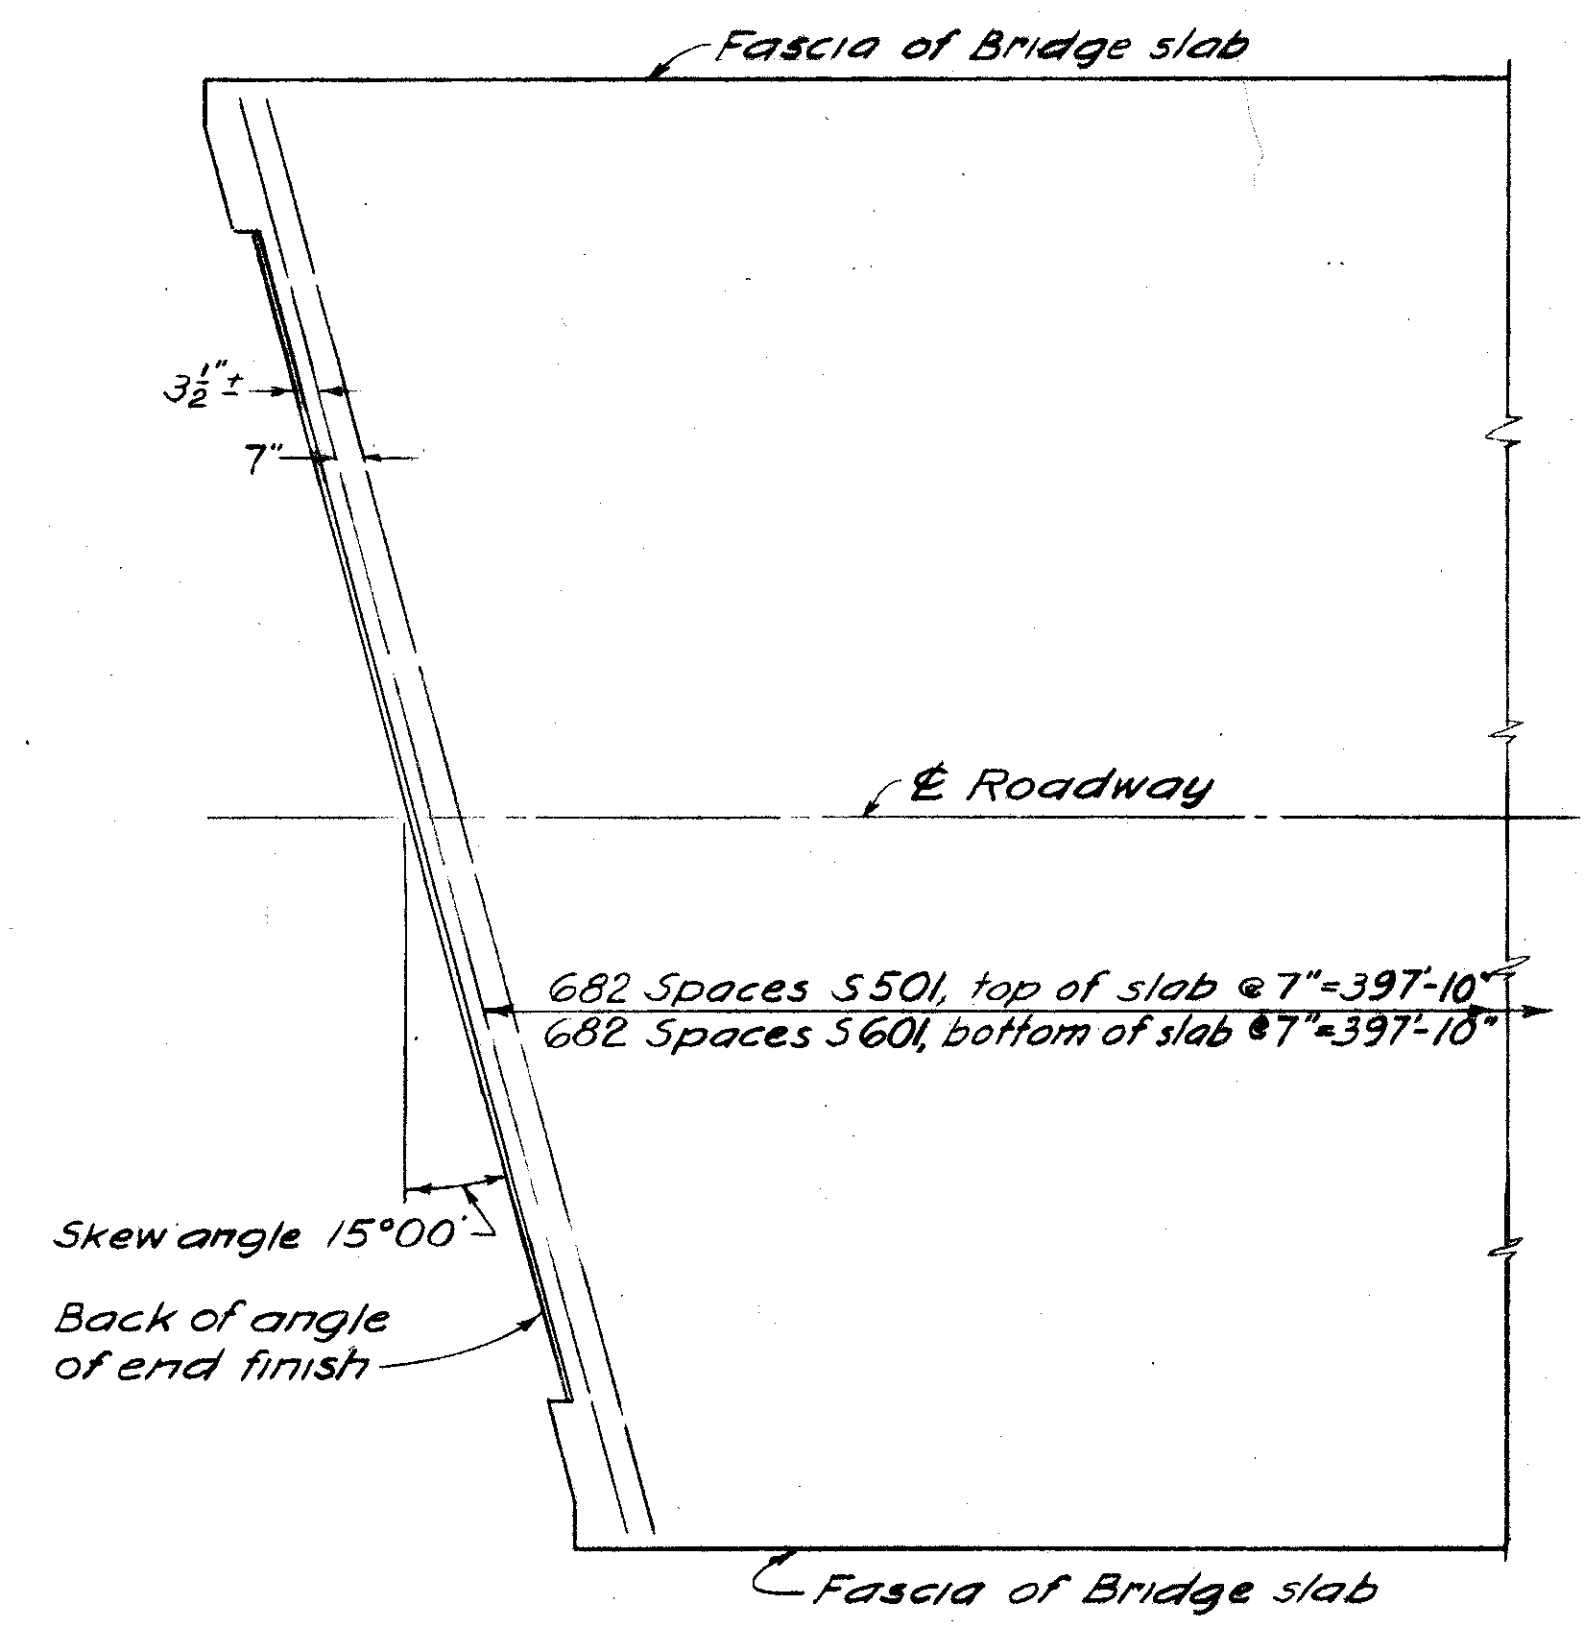 Fascia of Bridge slab
3 1/2" ±
7"
℄ Roadway
682 Spaces S501, top of slab @ 7"=397'-10"
682 Spaces S601, bottom of slab @ 7"=397'-10"
Skew angle 15°00'
Back of angle
of end finish
Fascia of Bridge slab